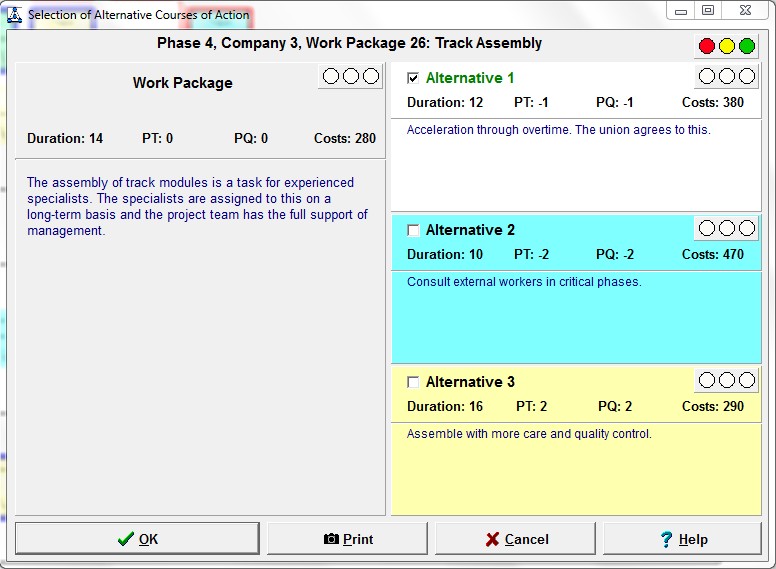 Selection of Alternative Courses of Action
Phase 4, Company 3, Work Package 26: Track Assembly
Work Package
Duration: 14 PT: 0 PQ: 0 Costs: 280
The assembly of track modules is a task for experienced
specialists. The specialists are assigned to this on a
long-term basis and the project team has the full support of
management.
Alternative 1
Duration: 12 PT: -1 PQ: -1 Costs: 380
Acceleration through overtime. The union agrees to this.
Alternative 2
Duration: 10 PT: -2 PQ: -2 Costs: 470
Consult external workers in critical phases.
Alternative 3
Duration: 16 PT: 2 PQ: 2 Costs: 290
Assemble with more care and quality control.
OK Print Cancel Help